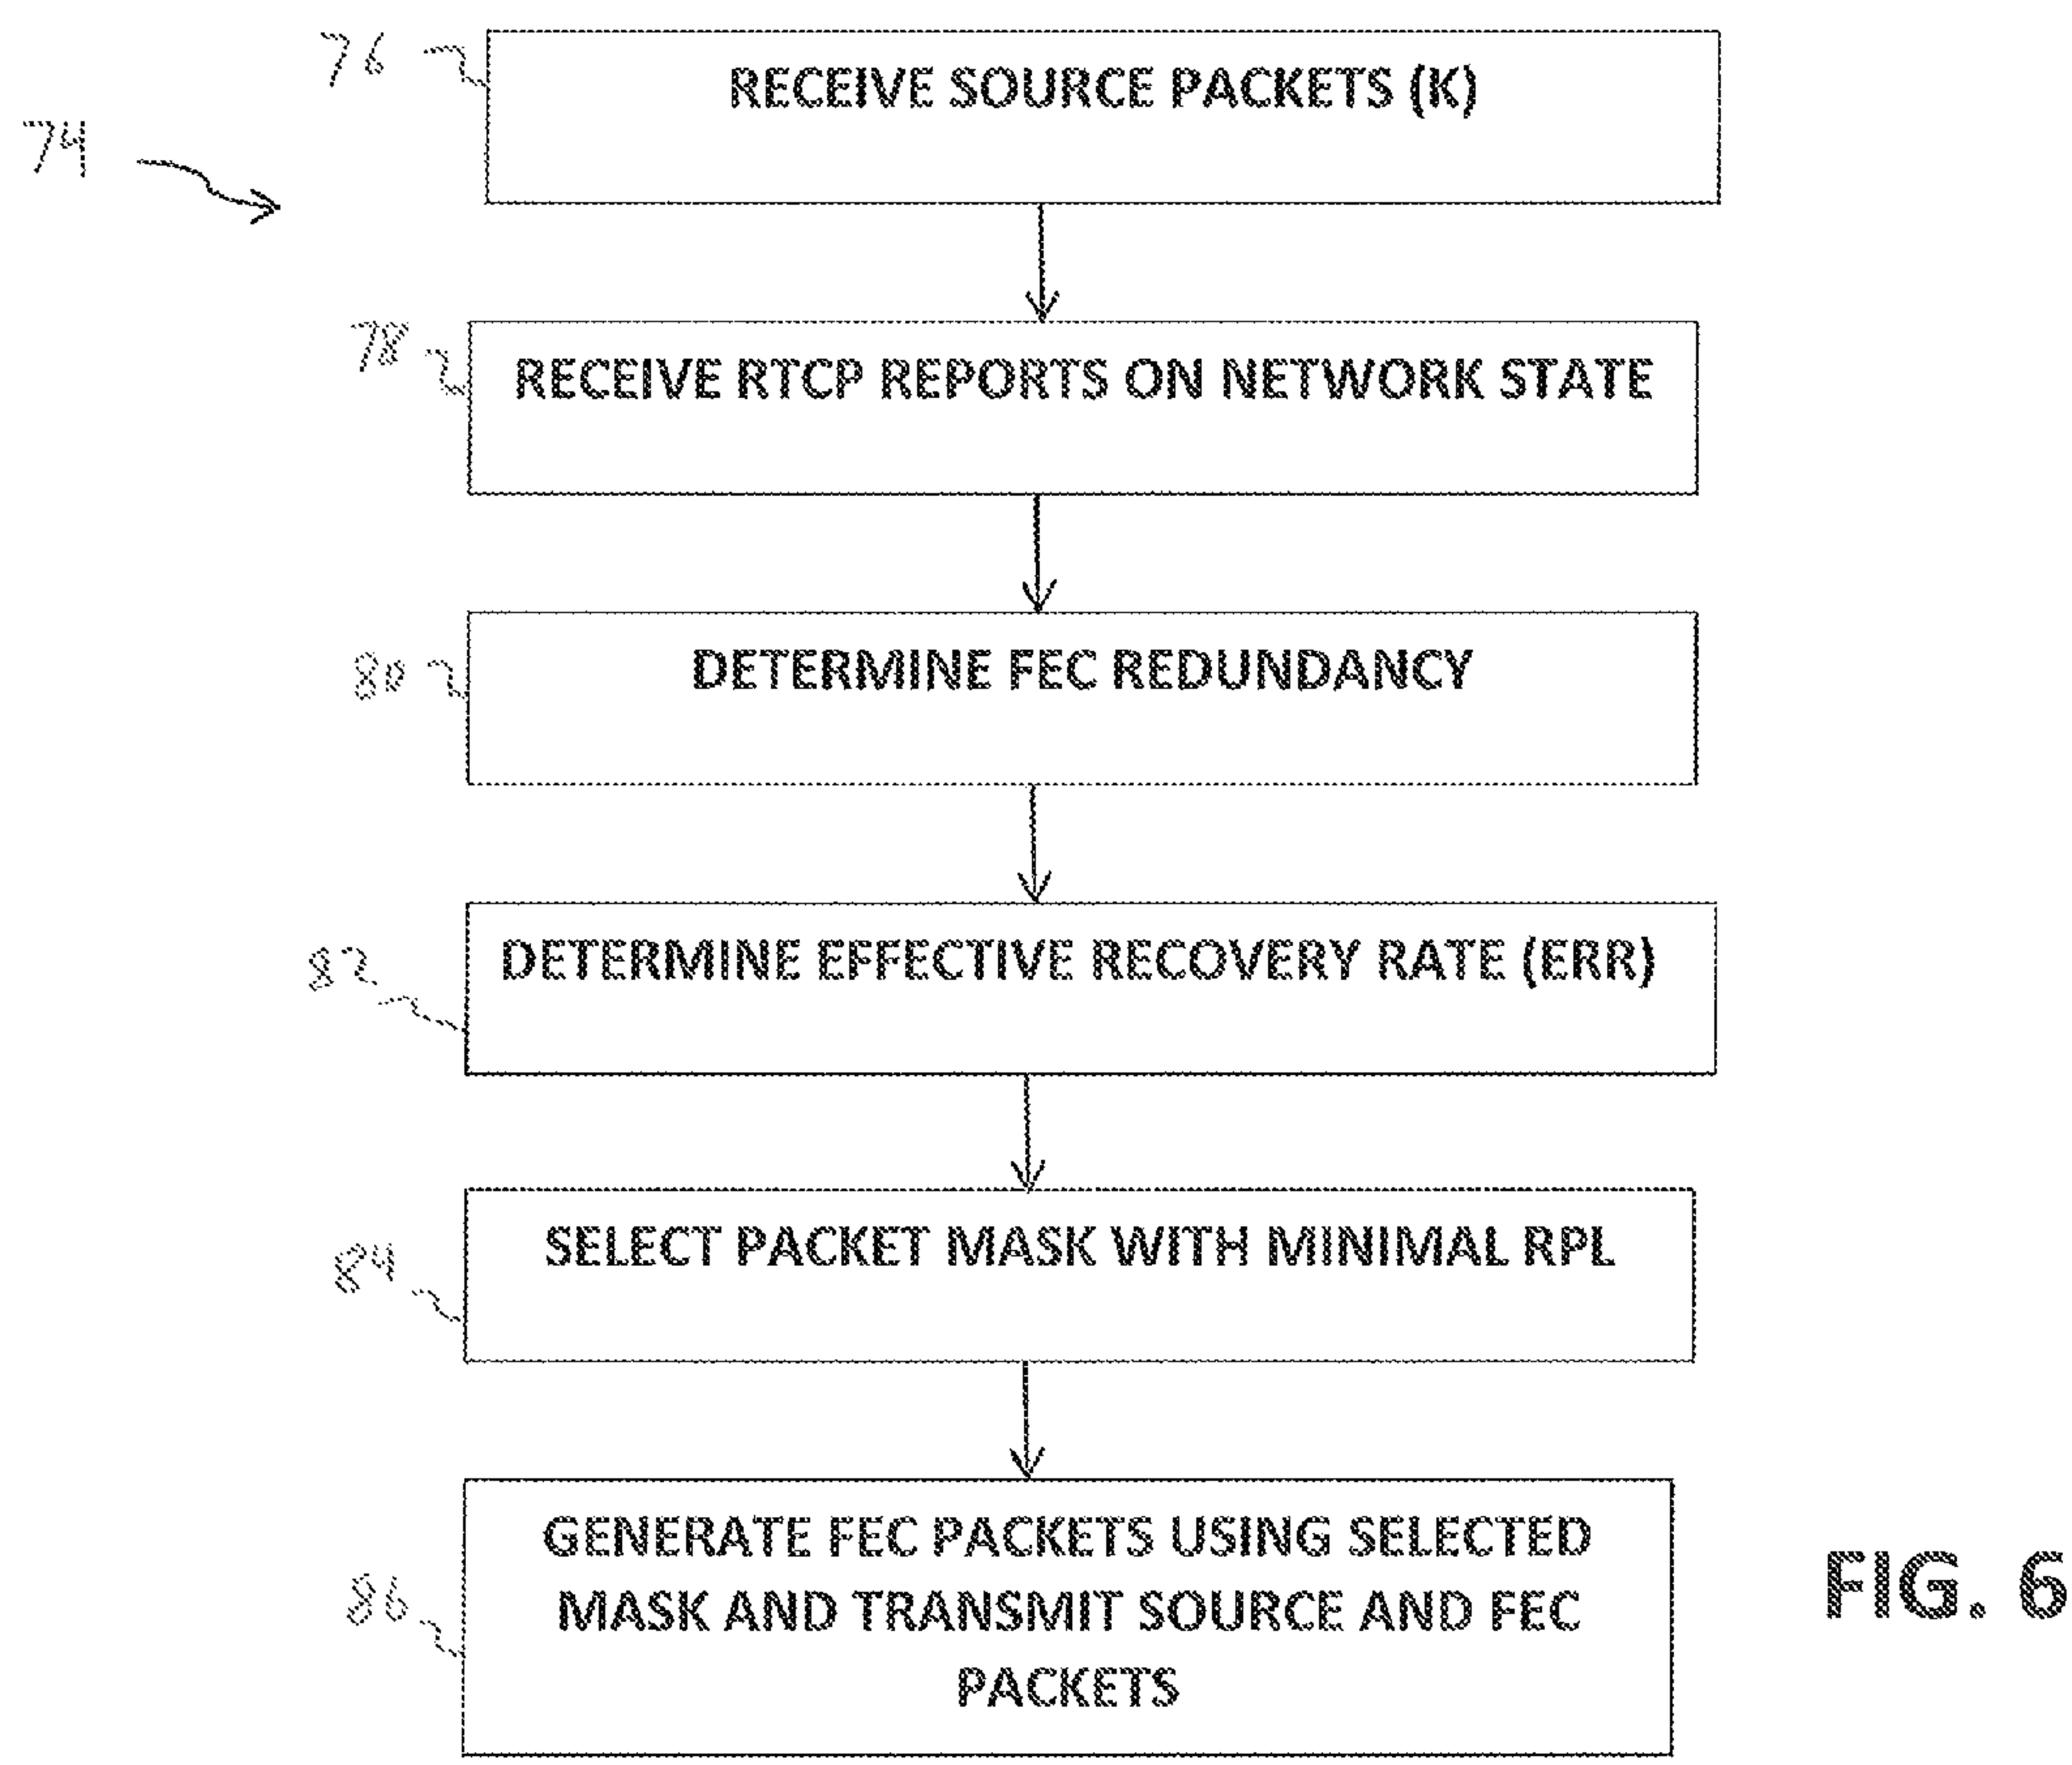 76
RECEIVE SOURCE PACKETS (K)
74
78
RECEIVE RTCP REPORTS ON NETWORK STATE
80
DETERMINE FEC REDUNDANCY
82
DETERMINE EFFECTIVE RECOVERY RATE (ERR)
84
SELECT PACKET MASK WITH MINIMAL RPL
86
GENERATE FEC PACKETS USING SELECTED
MASK AND TRANSMIT SOURCE AND FEC
PACKETS
FIG. 6